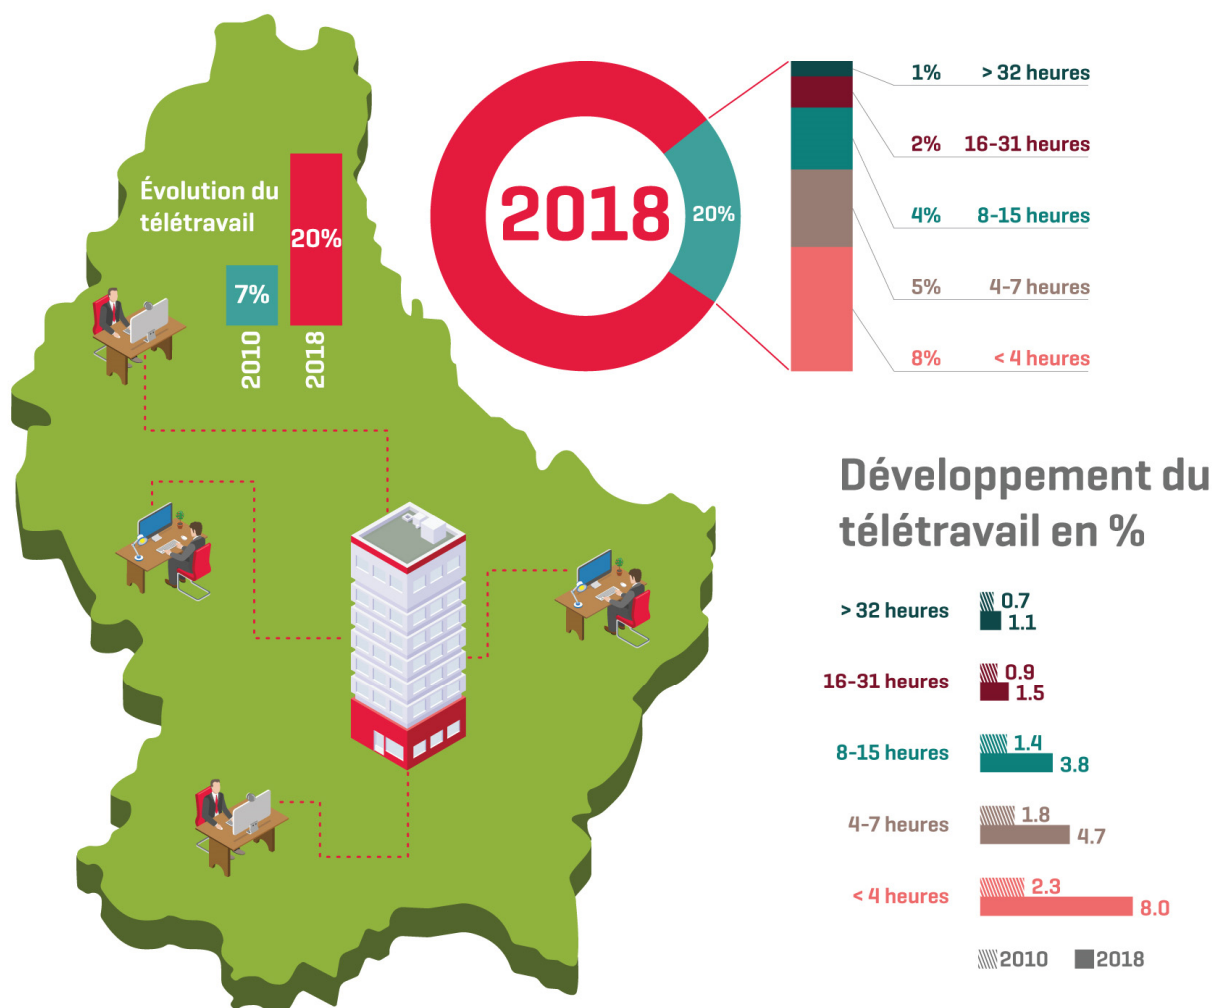 Évolution du
télétravail
7%
20%
2010
2018
2018
20%
1% > 32 heures
2% 16-31 heures
4% 8-15 heures
5% 4-7 heures
8% < 4 heures
Développement du
télétravail en %
> 32 heures
0.7
1.1
16-31 heures
0.9
1.5
8-15 heures
1.4
3.8
4-7 heures
1.8
4.7
< 4 heures
2.3
8.0
2010 2018